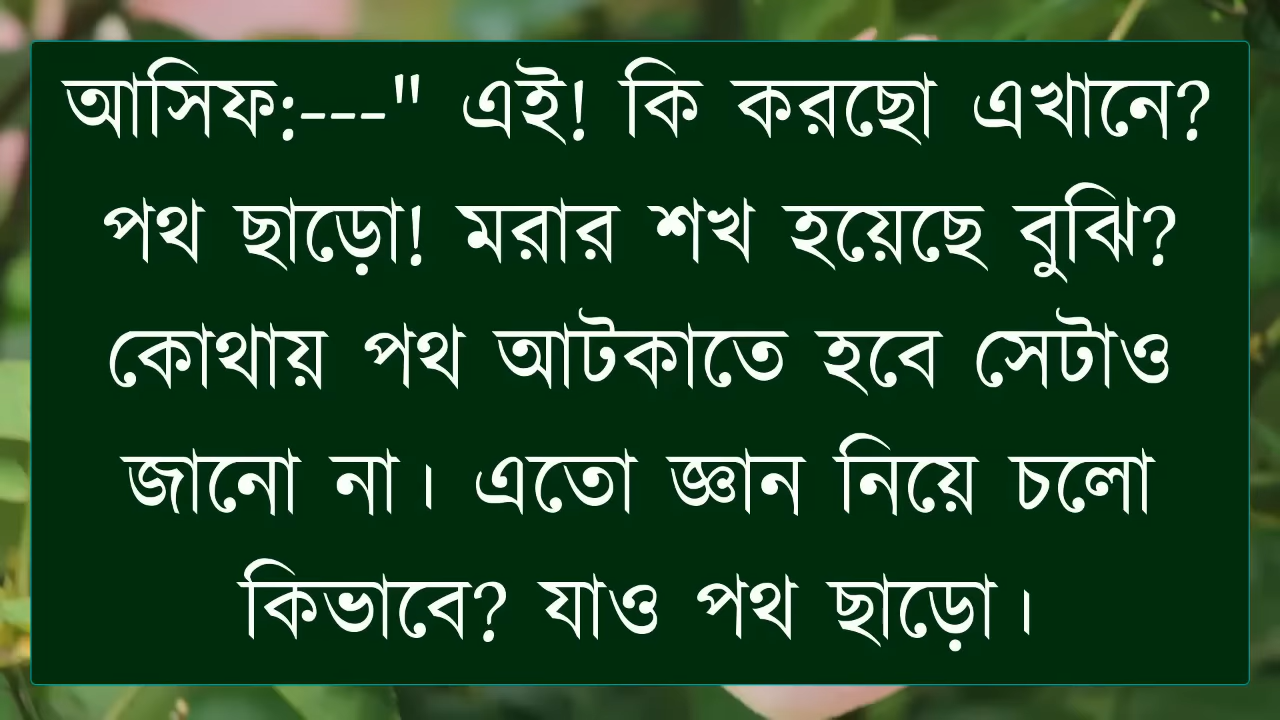 আসিফ:---" এই! কি করছো এখানে?
পথ ছাড়ো! মরার শখ হয়েছে বুঝি?
কোথায় পথ আটকাতে হবে সেটাও
জানো না। এতো জ্ঞান নিয়ে চলো
কিভাবে? যাও পথ ছাড়ো।